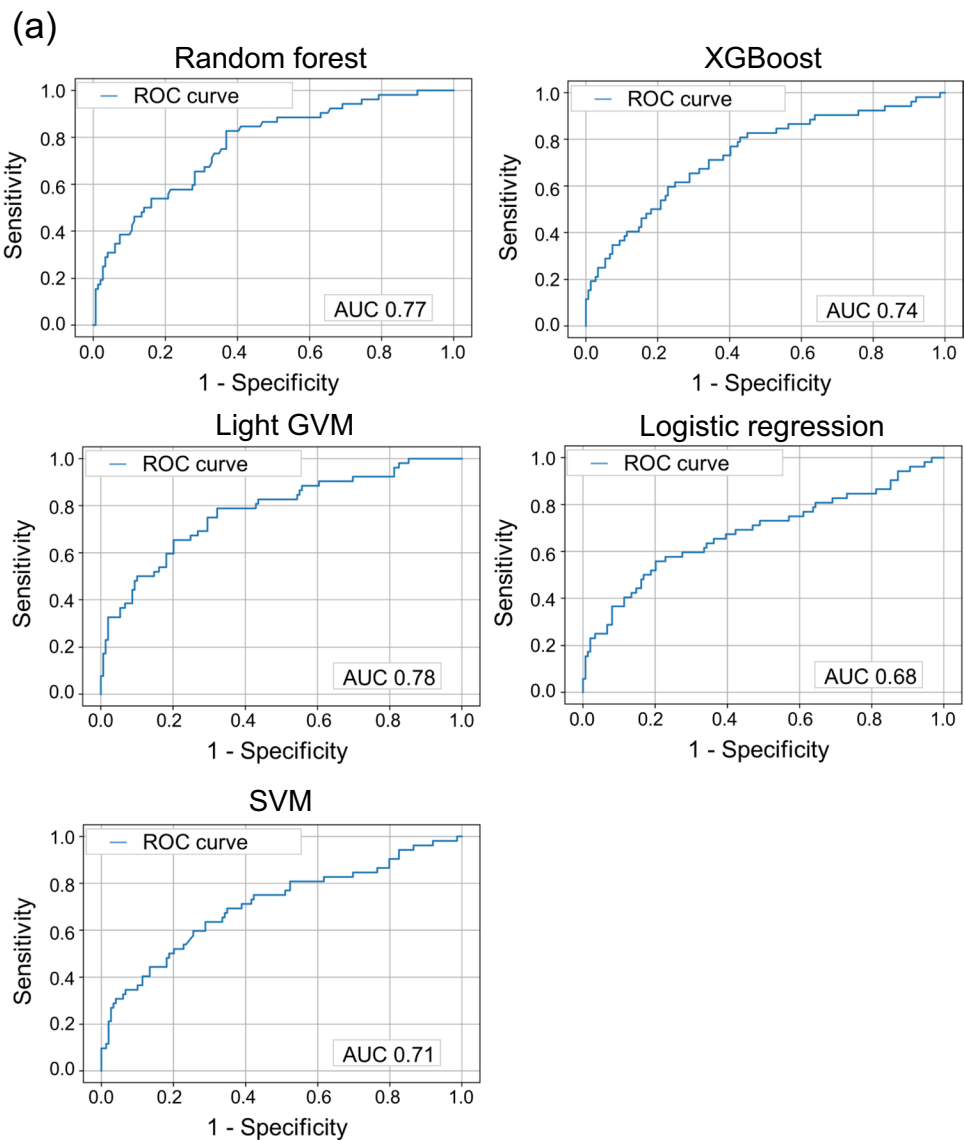 (a)
Random forest
ROC curve
1.0
0.8
0.6
0.4
0.2
0.0
Sensitivity
AUC 0.77
0.0 0.2 0.4 0.6 0.8 1.0
1 - Specificity
XGBoost
ROC curve
1.0
0.8
0.6
0.4
0.2
0.0
Sensitivity
AUC 0.74
0.0 0.2 0.4 0.6 0.8 1.0
1 - Specificity
Light GVM
ROC curve
1.0
0.8
0.6
0.4
0.2
0.0
Sensitivity
AUC 0.78
0.0 0.2 0.4 0.6 0.8 1.0
1 - Specificity
Logistic regression
ROC curve
1.0
0.8
0.6
0.4
0.2
0.0
Sensitivity
AUC 0.68
0.0 0.2 0.4 0.6 0.8 1.0
1 - Specificity
SVM
ROC curve
1.0
0.8
0.6
0.4
0.2
0.0
Sensitivity
AUC 0.71
0.0 0.2 0.4 0.6 0.8 1.0
1 - Specificity